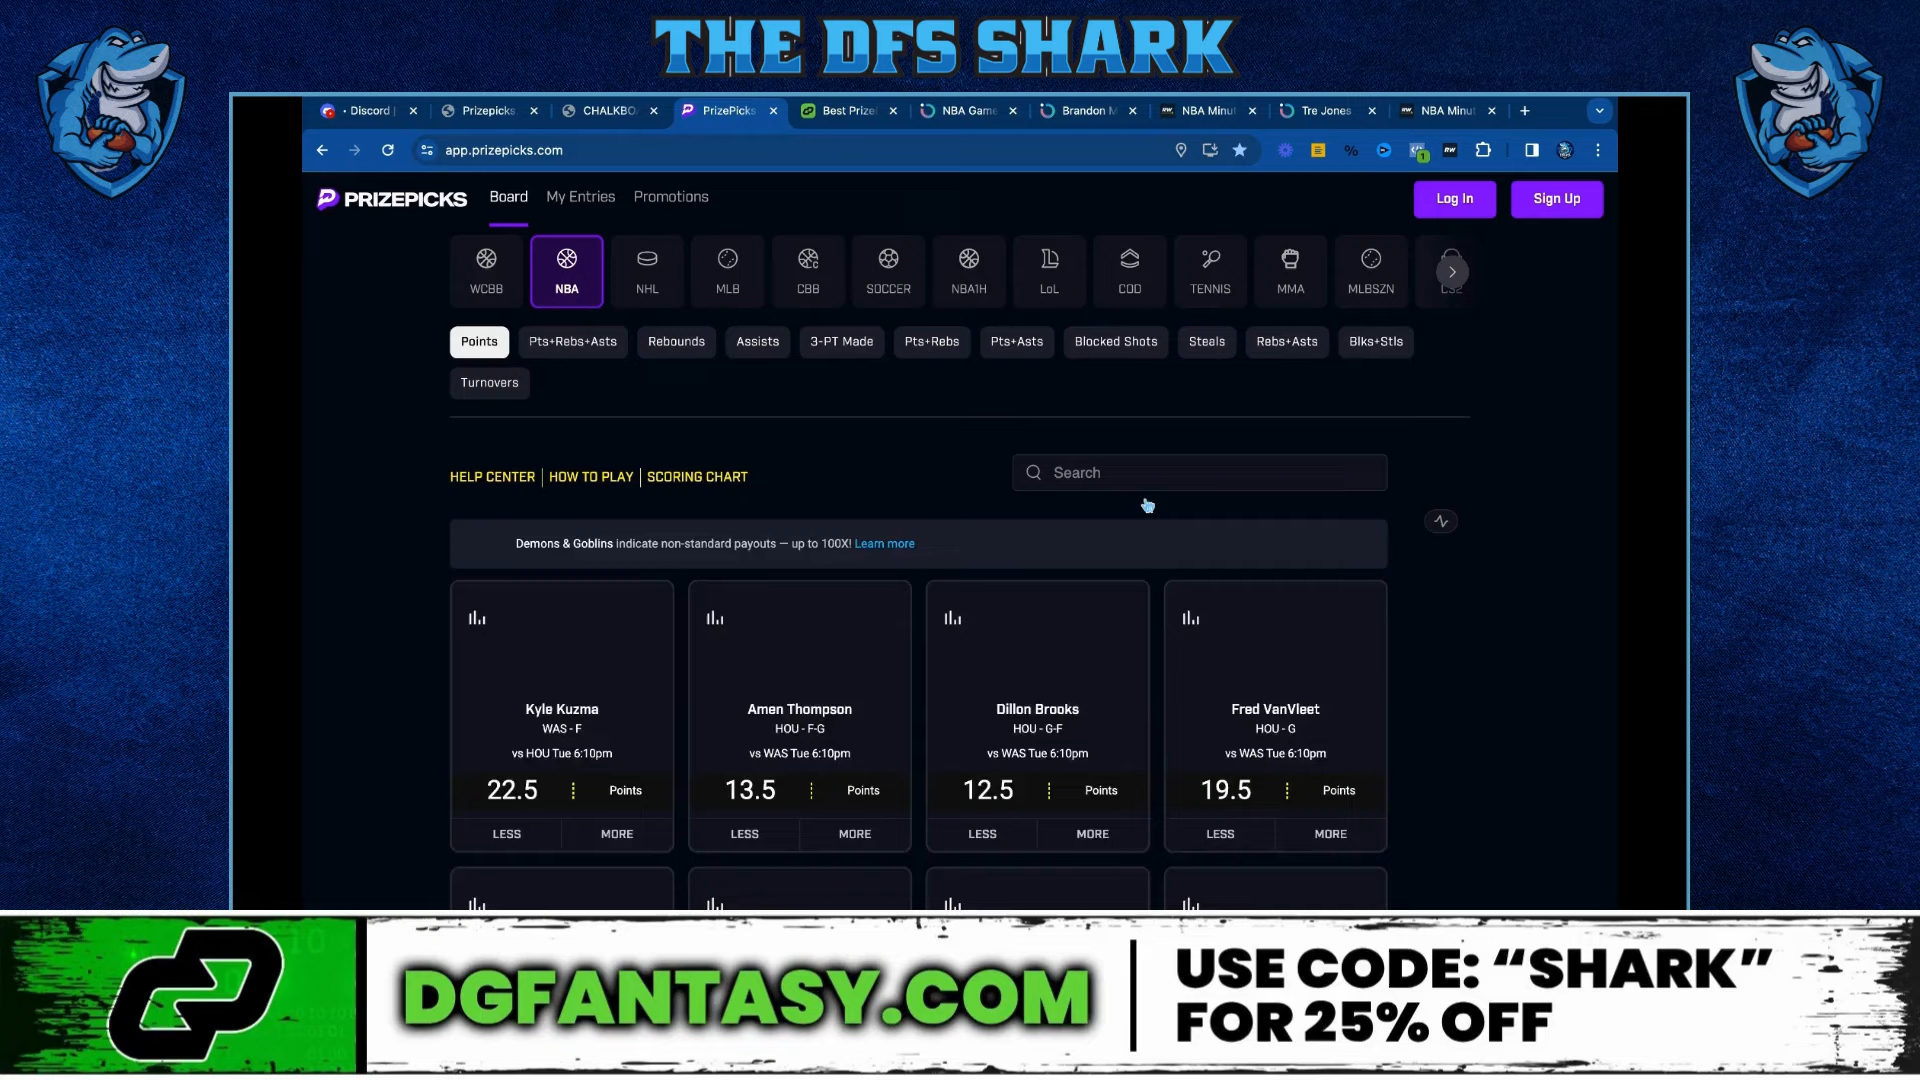 THE DFS SHARK
Discord
Prizepicks
CHALKBO
PrizePicks
Best Prize
NBA Game
Brandon M
NBA Minut
Tre Jones
NBA Minut
app.prizepicks.com
PRIZEPICKS
Board
My Entries
Promotions
Log In
Sign Up
WCBB
NBA
NHL
MLB
CBB
SOCCER
NBA1H
LoL
COD
TENNIS
MMA
MLBSZN
CS2
Points
Pts+Rebs+Asts
Rebounds
Assists
3-PT Made
Pts+Rebs
Pts+Asts
Blocked Shots
Steals
Rebs+Asts
Blks+Stls
Turnovers
HELP CENTER | HOW TO PLAY | SCORING CHART
Search
Demons & Goblins indicate non-standard payouts — up to 100X! Learn more
Kyle Kuzma
WAS - F
vs HOU Tue 6:10pm
22.5 Points
LESS MORE
Amen Thompson
HOU - F-G
vs WAS Tue 6:10pm
13.5 Points
LESS MORE
Dillon Brooks
HOU - G-F
vs WAS Tue 6:10pm
12.5 Points
LESS MORE
Fred VanVleet
HOU - G
vs WAS Tue 6:10pm
19.5 Points
LESS MORE
DGFANTASY.COM
USE CODE: “SHARK”
FOR 25% OFF